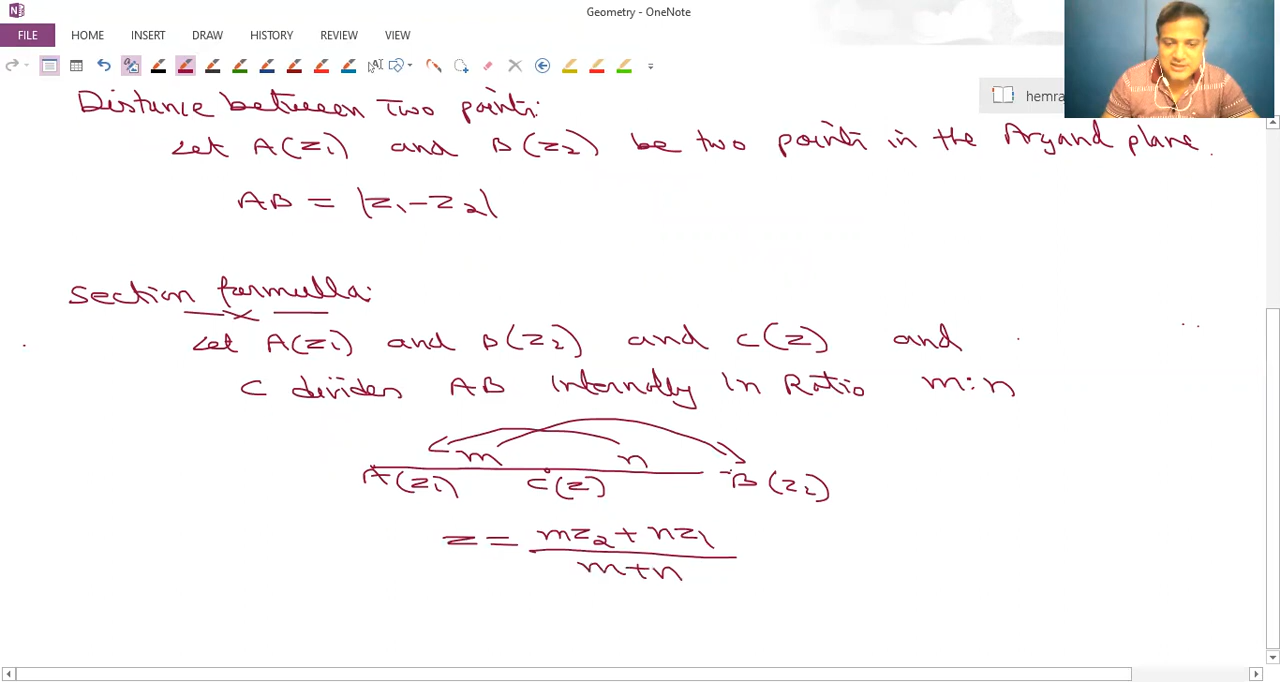 Geometry - OneNote
FILE HOME INSERT DRAW HISTORY REVIEW VIEW
hemra
Distance between Two points:
Let A(z1) and B(z2) be two points in the Argand plane.
AB = |z1-z2|
Section formulla:
Let A(z1) and B(z2) and C(z) and
C divides AB Internally In Ratio m:n
m n
A(z1) C(z) B(z2)
z = mz2+nz1
m+n